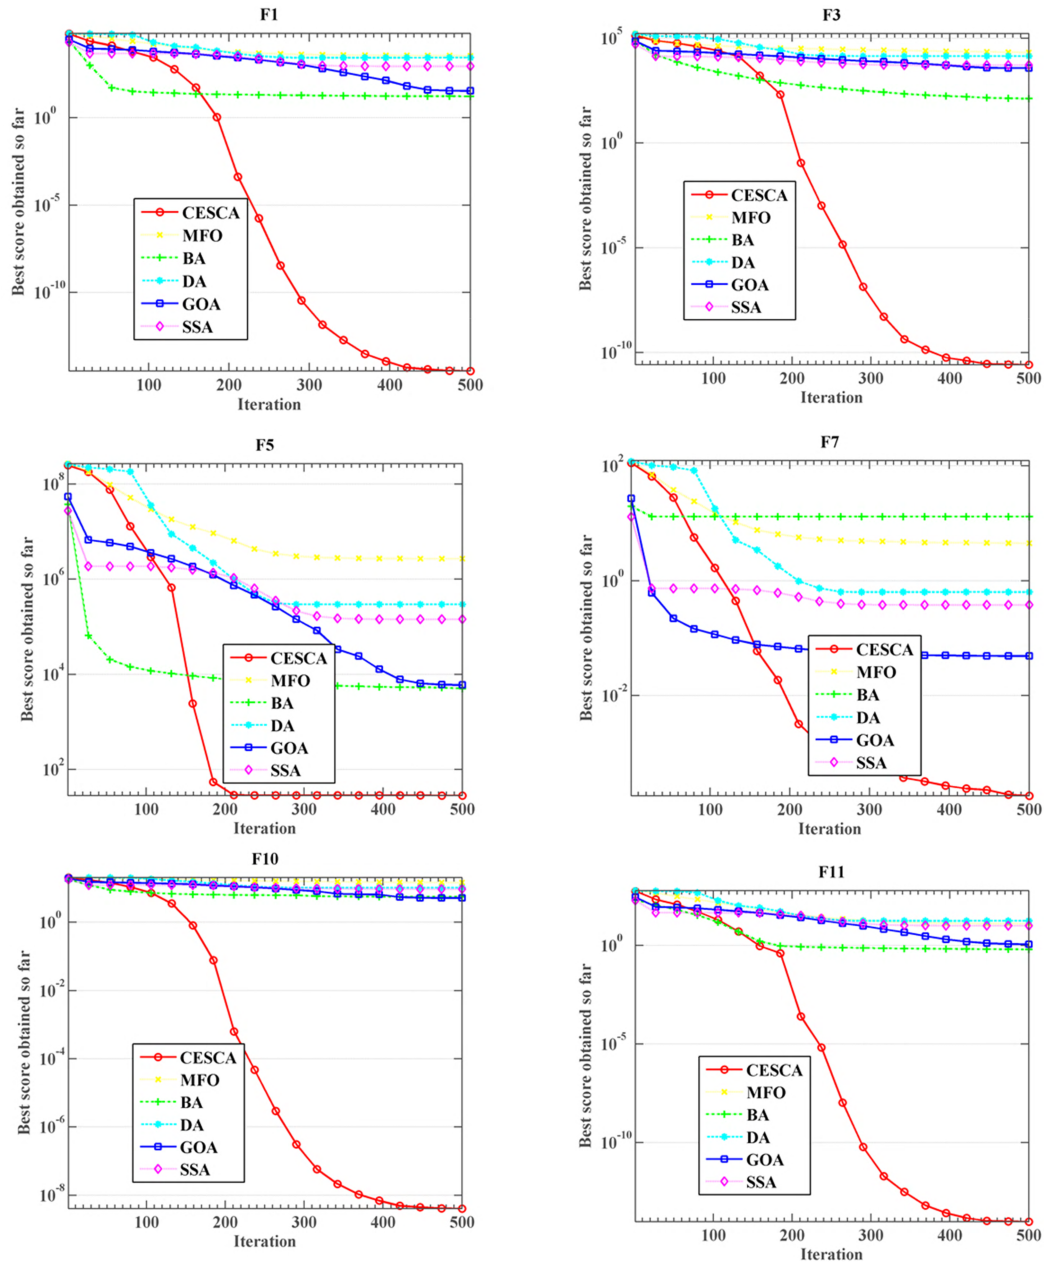 F1
Best score obtained so far
10^0
10^-5
10^-10
CESCA
MFO
BA
DA
GOA
SSA
100 200 300 400 500
Iteration
F3
Best score obtained so far
10^5
10^0
10^-5
10^-10
CESCA
MFO
BA
DA
GOA
SSA
100 200 300 400 500
Iteration
F5
Best score obtained so far
10^8
10^6
10^4
10^2
CESCA
MFO
BA
DA
GOA
SSA
100 200 300 400 500
Iteration
F7
Best score obtained so far
10^2
10^0
10^-2
CESCA
MFO
BA
DA
GOA
SSA
100 200 300 400 500
Iteration
F10
Best score obtained so far
10^0
10^-2
10^-4
10^-6
10^-8
CESCA
MFO
BA
DA
GOA
SSA
100 200 300 400 500
Iteration
F11
Best score obtained so far
10^0
10^-5
10^-10
CESCA
MFO
BA
DA
GOA
SSA
100 200 300 400 500
Iteration